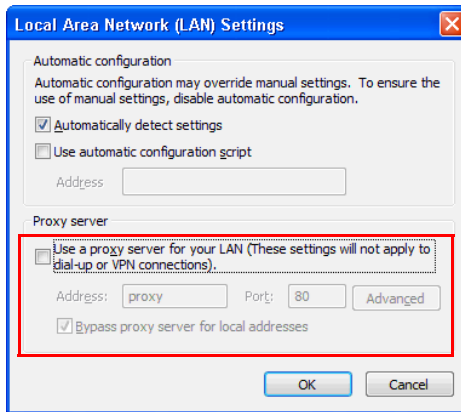 Local Area Network (LAN) Settings
Automatic configuration
Automatic configuration may override manual settings. To ensure the
use of manual settings, disable automatic configuration.
Automatically detect settings
Use automatic configuration script
Address
Proxy server
Use a proxy server for your LAN (These settings will not apply to
dial-up or VPN connections).
Address: proxy Port: 80 Advanced
Bypass proxy server for local addresses
OK Cancel